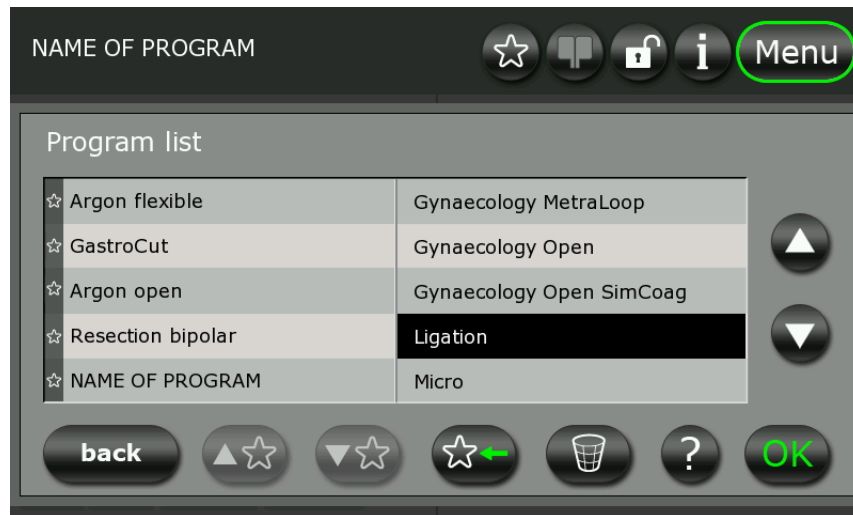 NAME OF PROGRAM
i
Menu
Program list
Argon flexible
Gynaecology MetraLoop
GastroCut
Gynaecology Open
Argon open
Gynaecology Open SimCoag
Resection bipolar
Ligation
NAME OF PROGRAM
Micro
back
?
OK